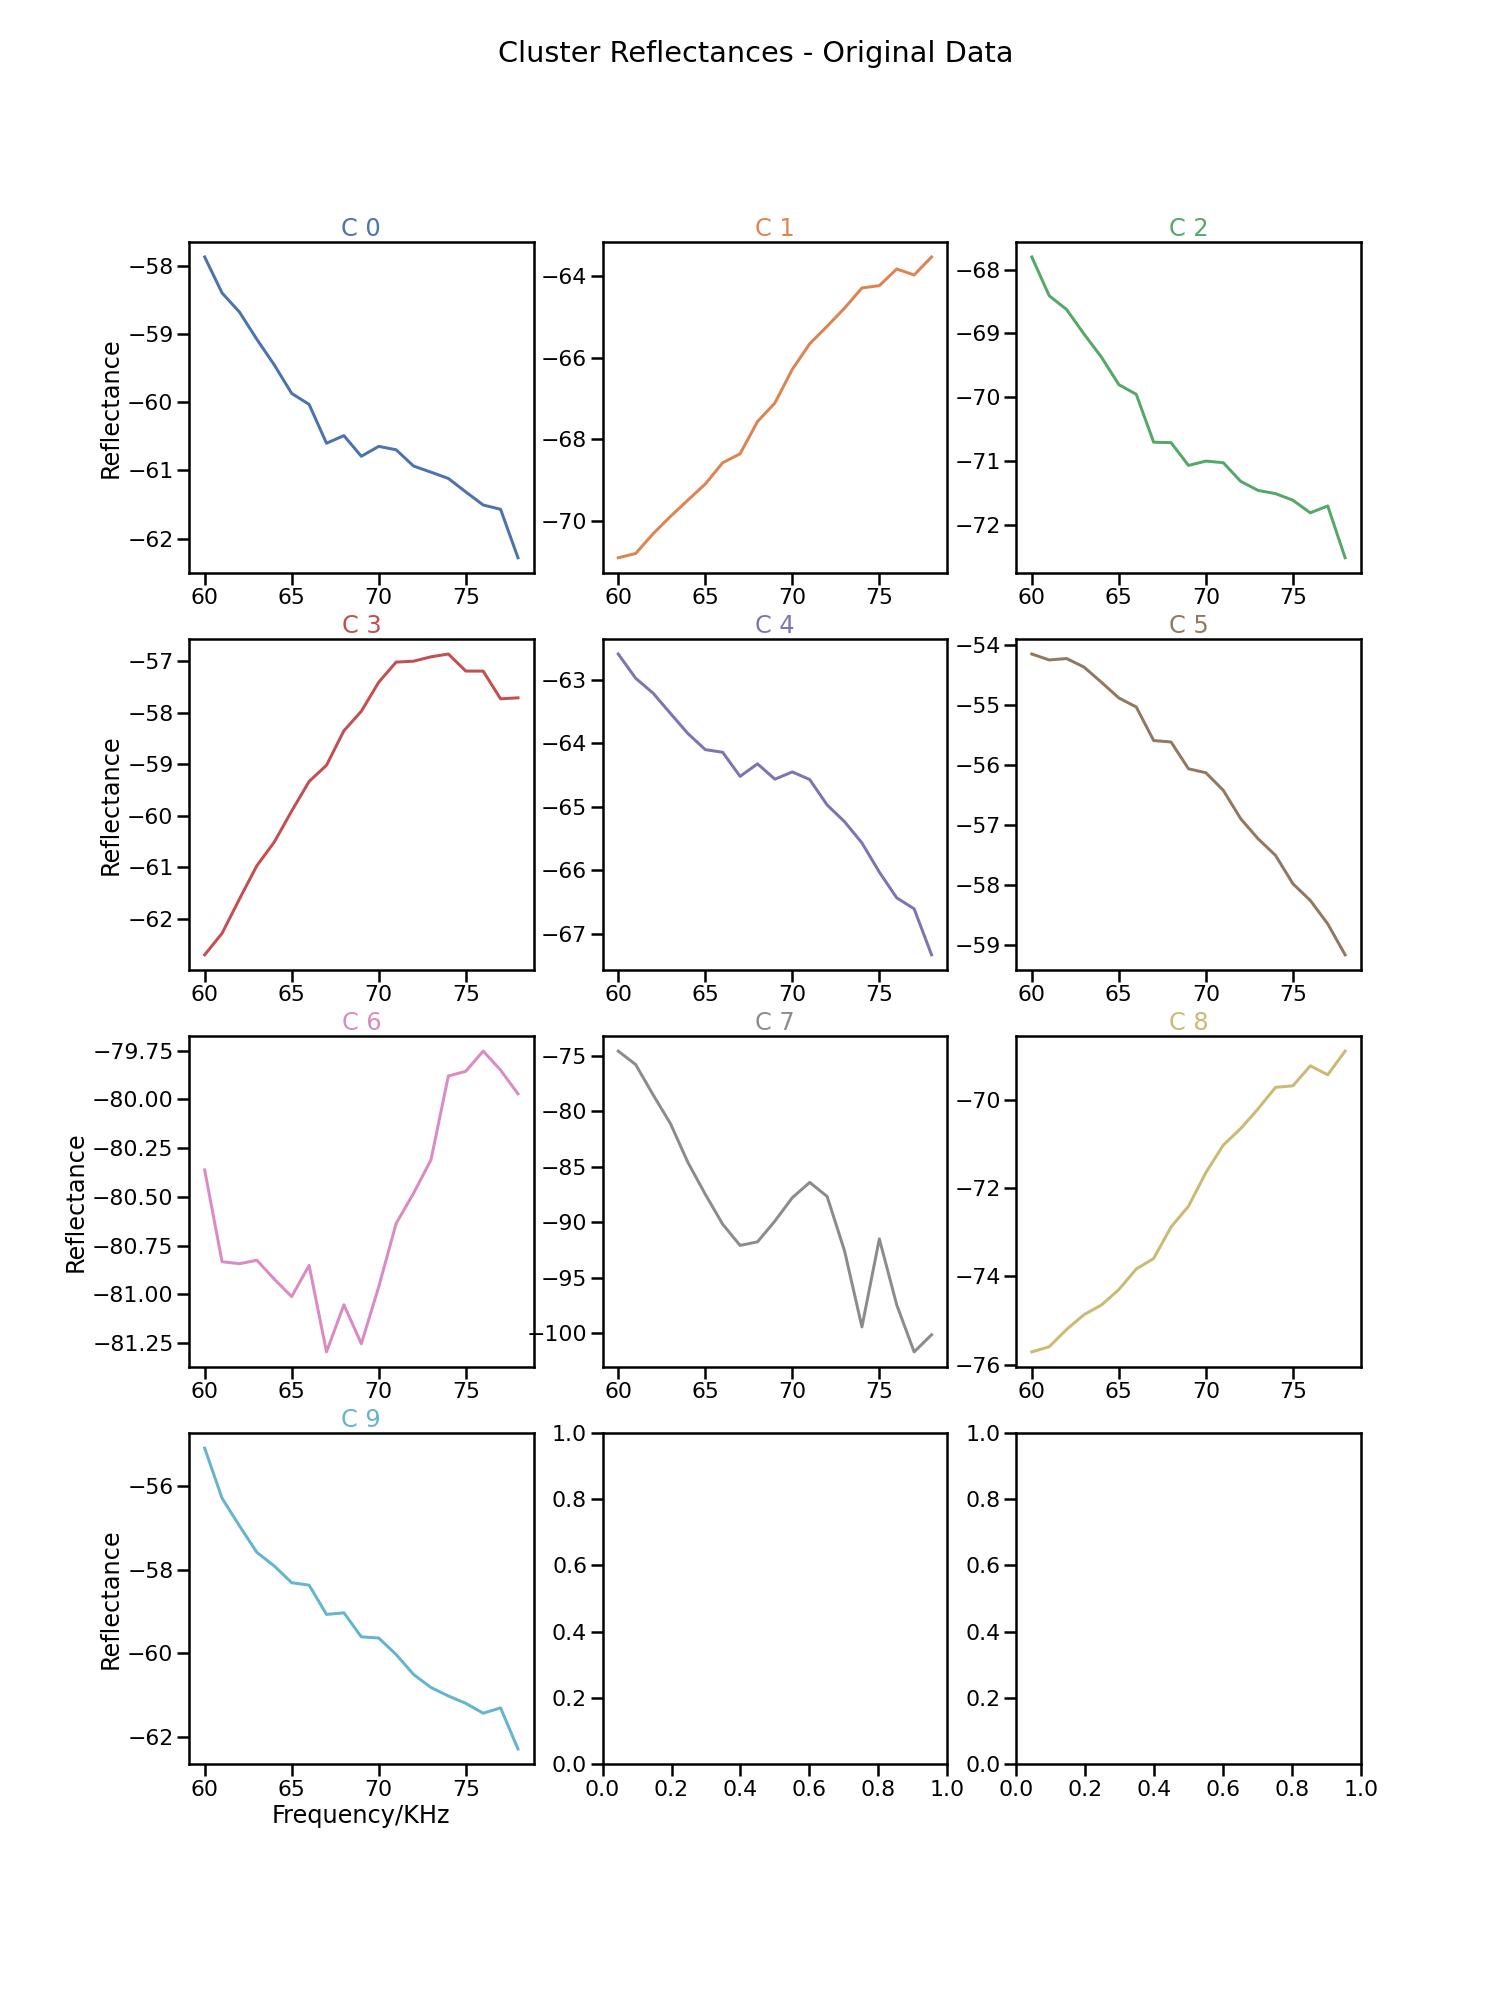 Cluster Reflectances - Original Data
C 0
C 1
C 2
−58
−59
−60
−61
−62
Reflectance
60 65 70 75
−64
−66
−68
−70
60 65 70 75
−68
−69
−70
−71
−72
60 65 70 75
C 3
C 4
C 5
−57
−58
−59
−60
−61
−62
Reflectance
60 65 70 75
−63
−64
−65
−66
−67
60 65 70 75
−54
−55
−56
−57
−58
−59
60 65 70 75
C 6
C 7
C 8
−79.75
−80.00
−80.25
−80.50
−80.75
−81.00
−81.25
Reflectance
60 65 70 75
−75
−80
−85
−90
−95
−100
60 65 70 75
−70
−72
−74
−76
60 65 70 75
C 9
−56
−58
−60
−62
Reflectance
60 65 70 75
Frequency/KHz
1.0
0.8
0.6
0.4
0.2
0.0
0.0 0.2 0.4 0.6 0.8 1.0
1.0
0.8
0.6
0.4
0.2
0.0
0.0 0.2 0.4 0.6 0.8 1.0